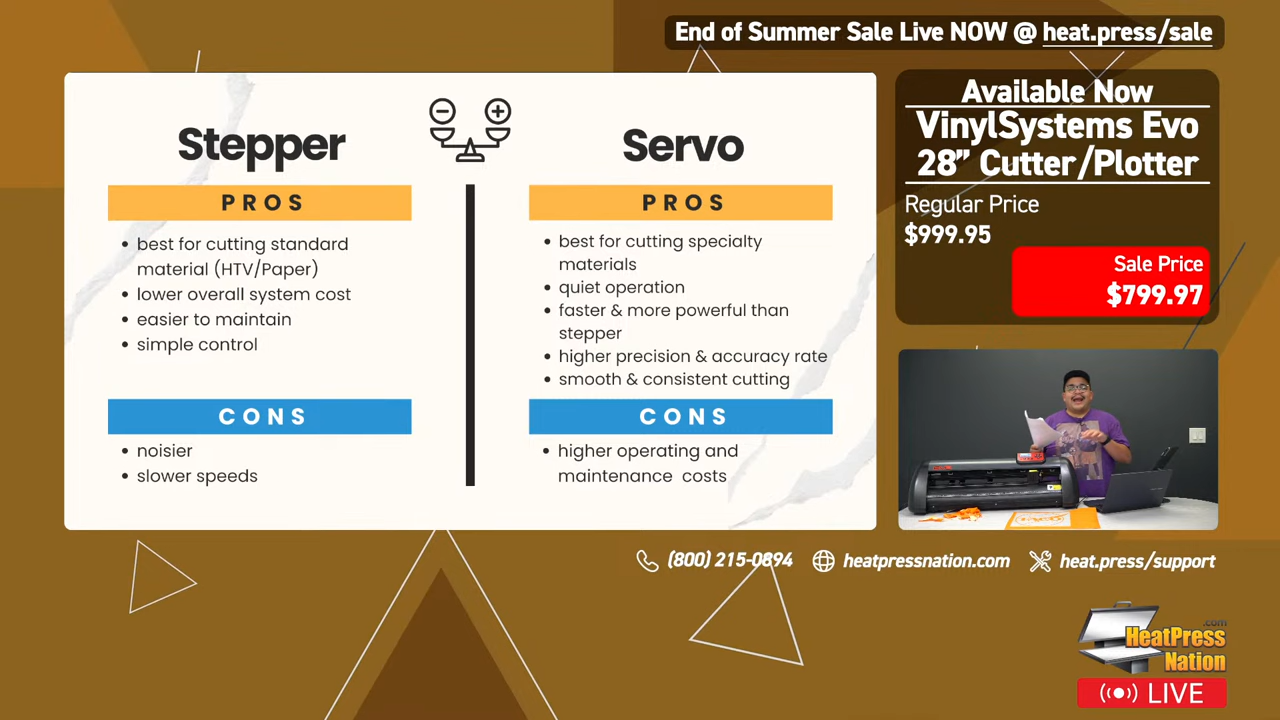 End of Summer Sale Live NOW @ heat.press/sale
Stepper
PROS
• best for cutting standard
material (HTV/Paper)
• lower overall system cost
• easier to maintain
• simple control
CONS
• noisier
• slower speeds
Servo
PROS
• best for cutting specialty
materials
• quiet operation
• faster & more powerful than
stepper
• higher precision & accuracy rate
• smooth & consistent cutting
CONS
• higher operating and
maintenance costs
Available Now
VinylSystems Evo
28” Cutter/Plotter
Regular Price
$999.95
Sale Price
$799.97
(800) 215-0894
heatpressnation.com
heat.press/support
HeatPress
.com
Nation
LIVE